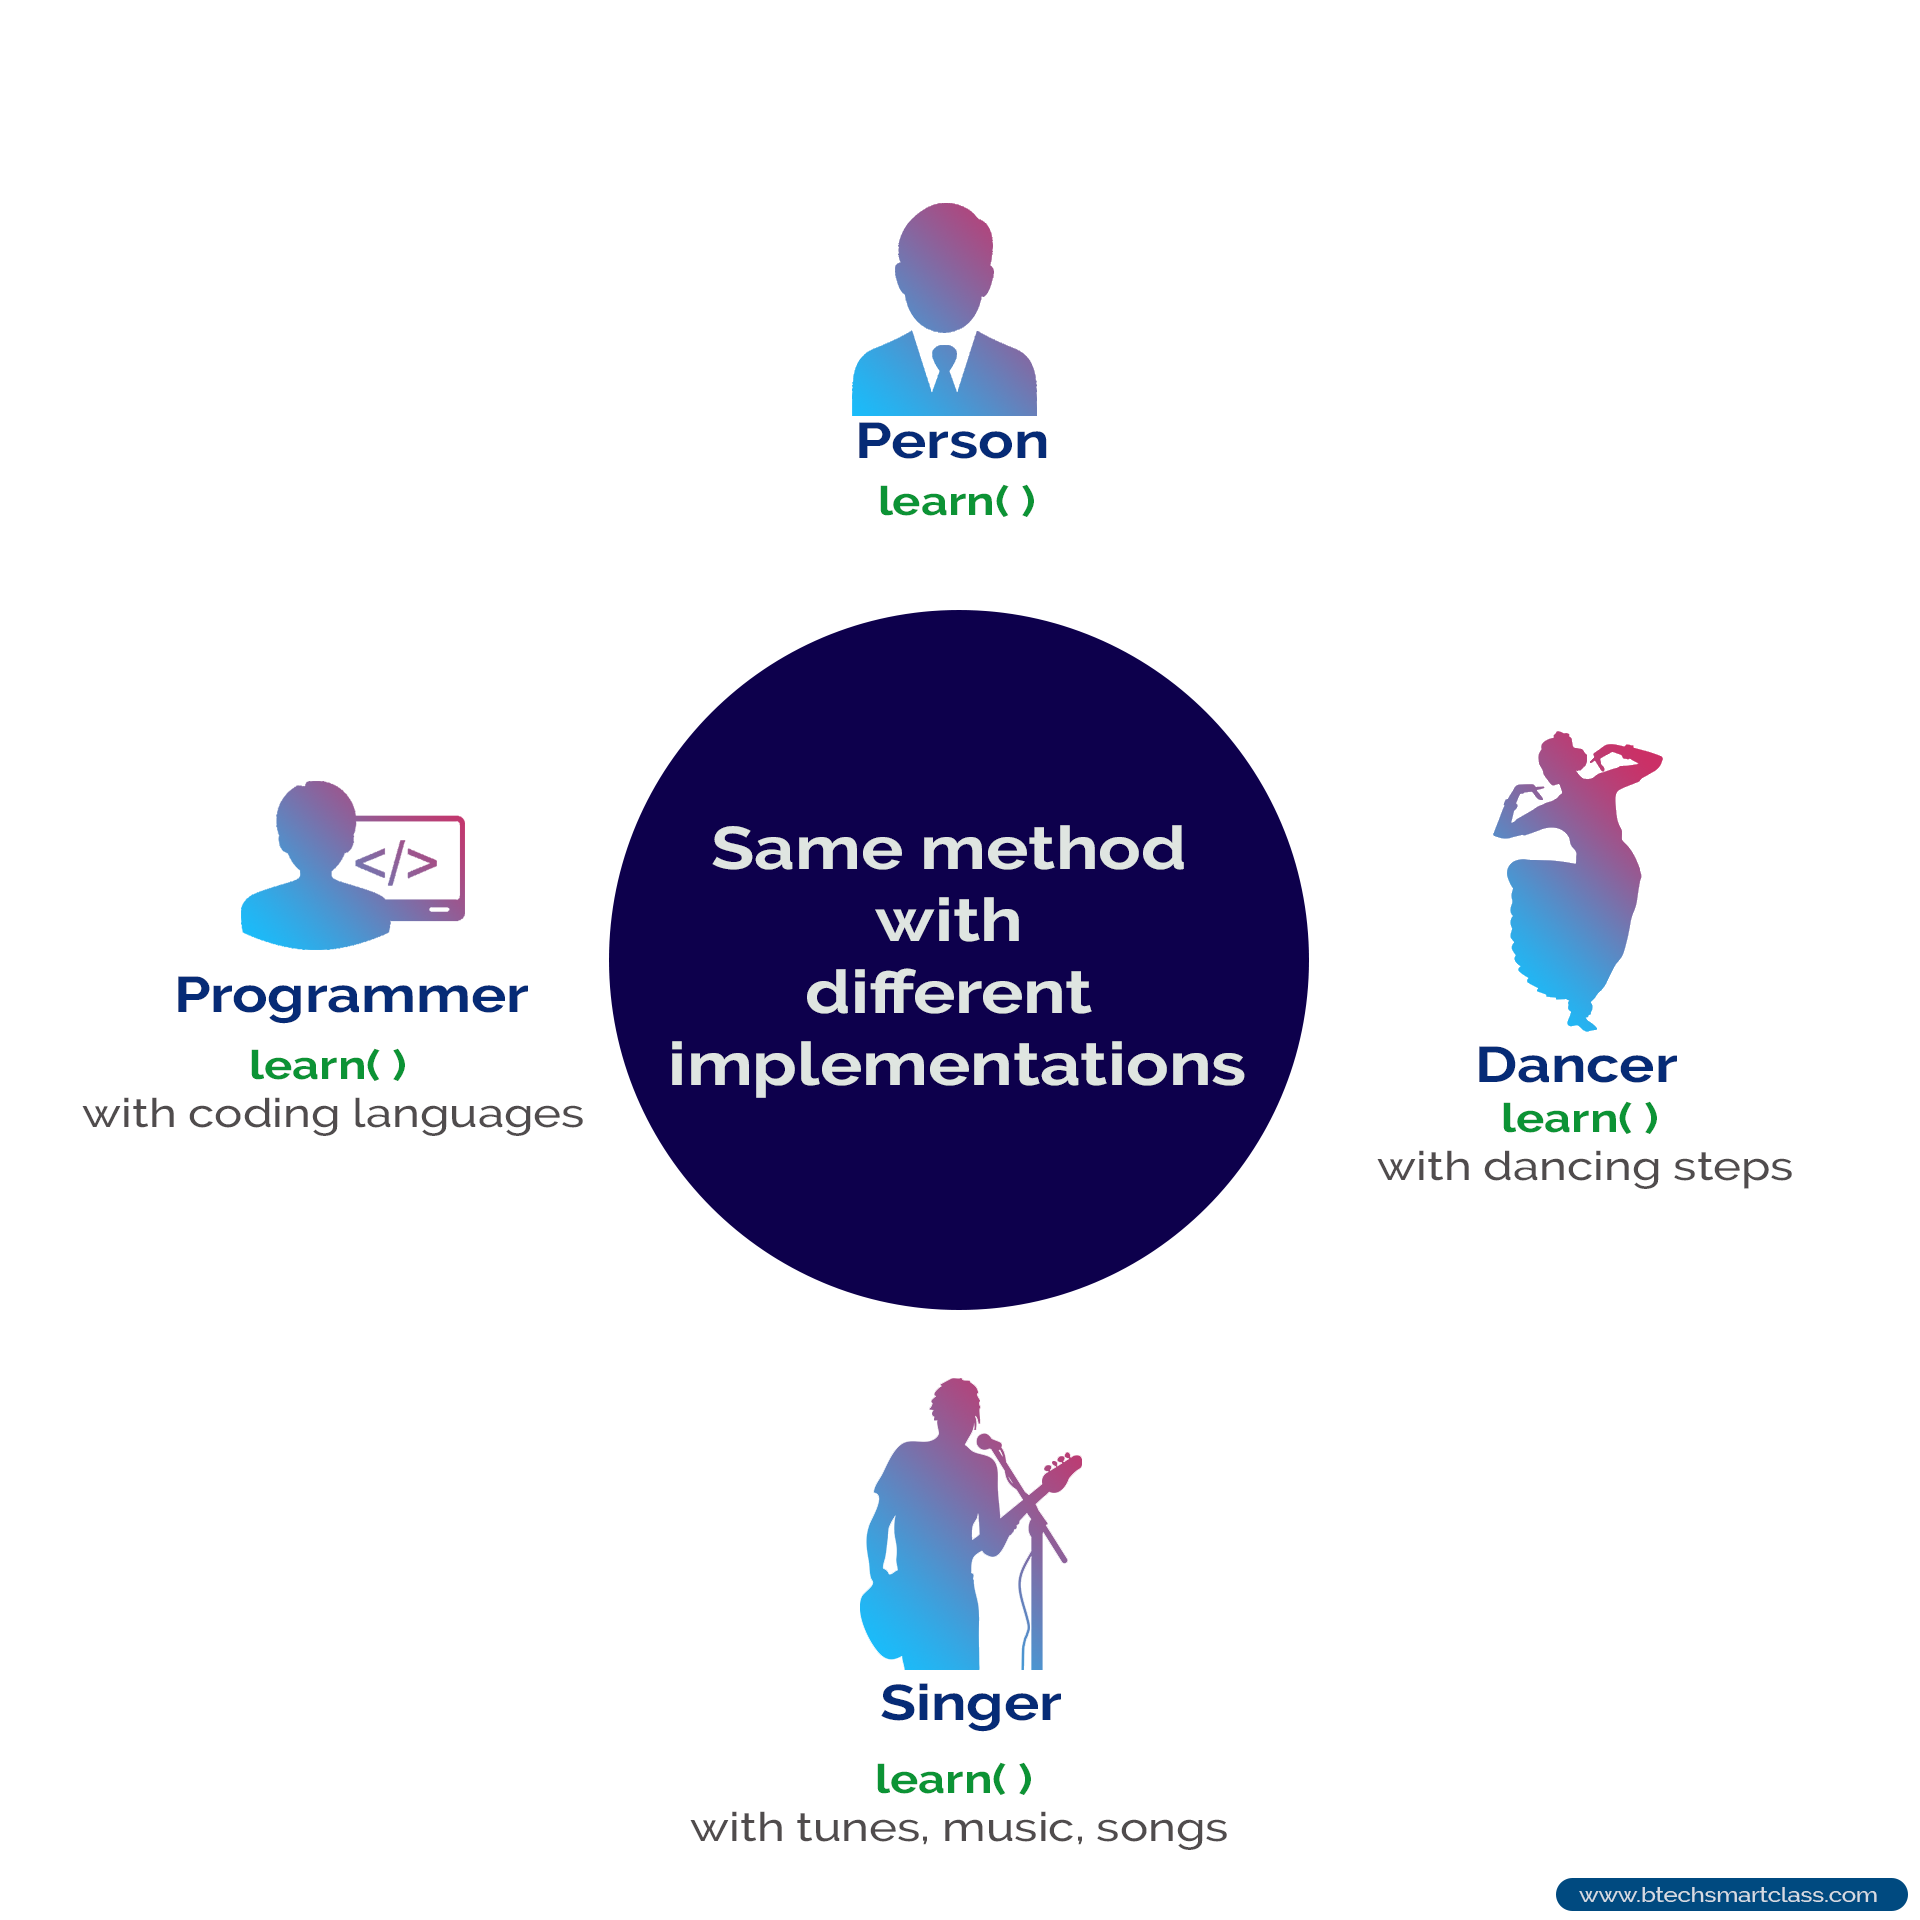 Person
learn( )
</>
Programmer
learn( )
with coding languages
Same method
with
different
implementations
Dancer
learn( )
with dancing steps
Singer
learn( )
with tunes, music, songs
www.btechsmartclass.com